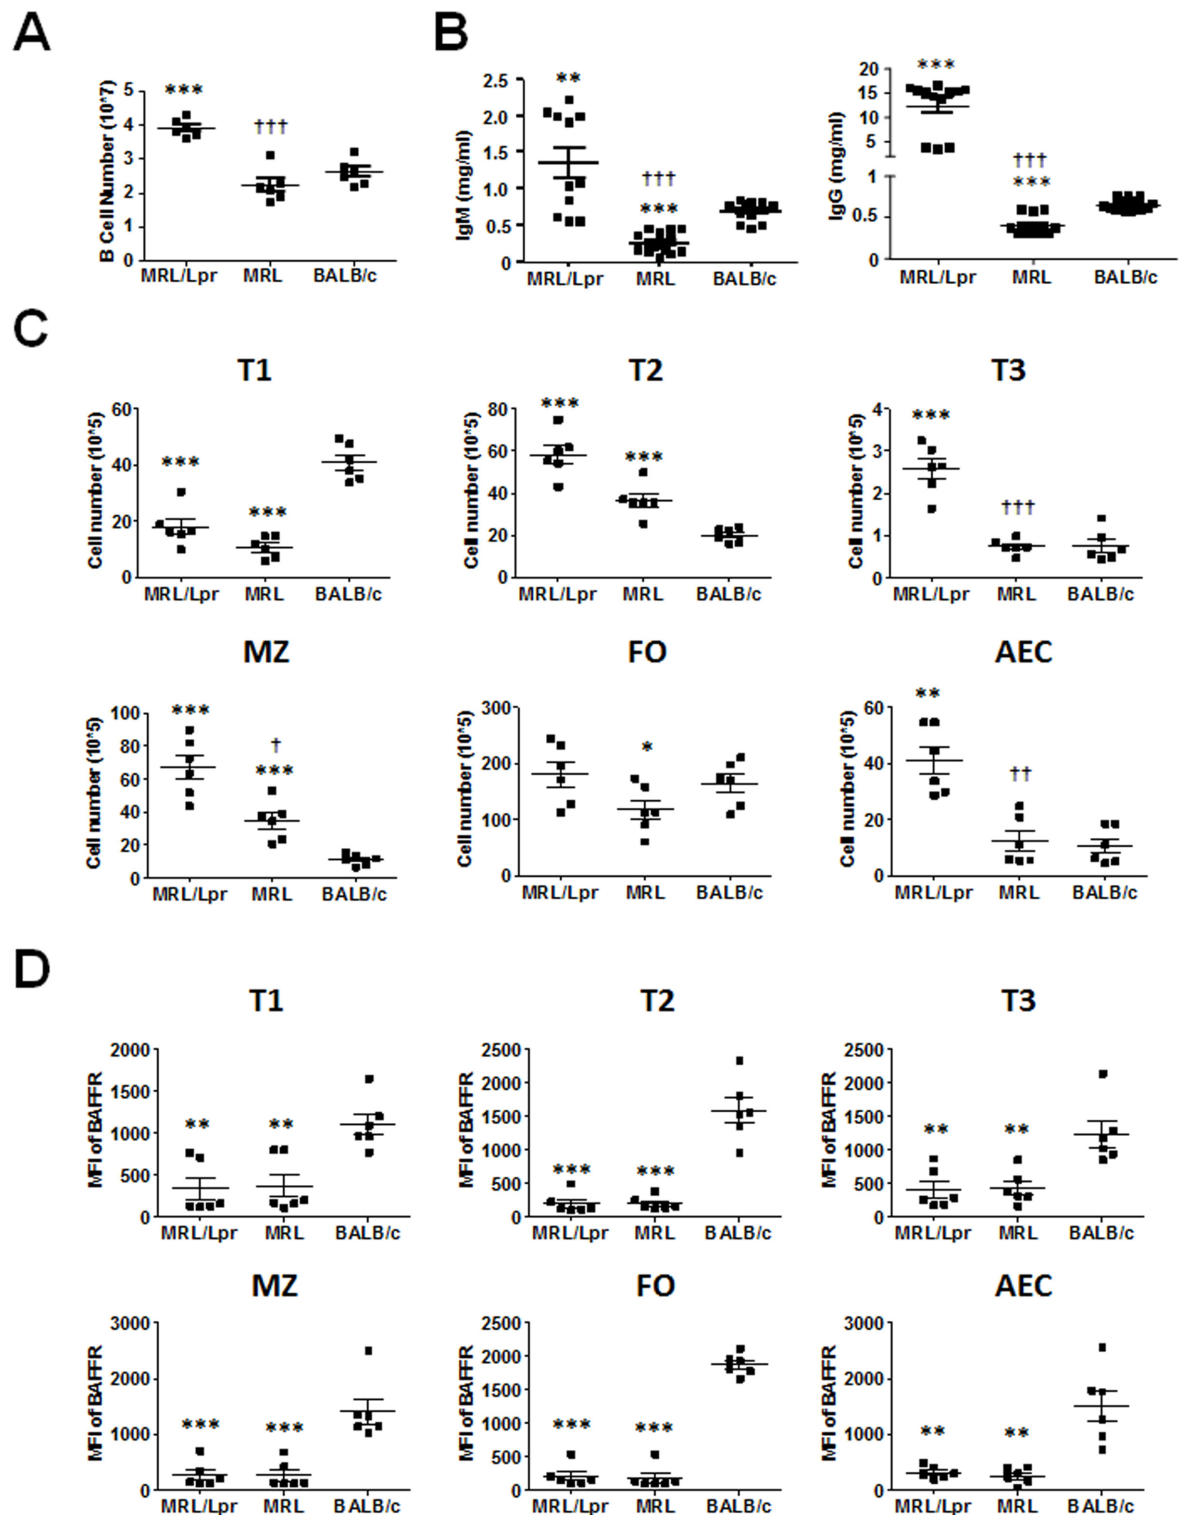 A
B
***
†††
B Cell Number (10^7)
5
4
3
2
1
0
MRL/Lpr MRL BALB/c
**
†††
***
IgM (mg/ml)
2.5
2.0
1.5
1.0
0.5
0
MRL/Lpr MRL BALB/c
***
†††
***
IgG (mg/ml)
20
15
10
5
1
0.5
0
MRL/Lpr MRL BALB/c
C
T1
***
***
Cell number (10^5)
60
40
20
0
MRL/Lpr MRL BALB/c
T2
***
***
Cell number (10^5)
80
60
40
20
0
MRL/Lpr MRL BALB/c
T3
***
†††
Cell number (10^5)
4
3
2
1
0
MRL/Lpr MRL BALB/c
MZ
***
†
***
Cell number (10^5)
100
80
60
40
20
0
MRL/Lpr MRL BALB/c
FO
*
Cell number (10^5)
300
200
100
0
MRL/Lpr MRL BALB/c
AEC
**
††
Cell number (10^5)
60
40
20
0
MRL/Lpr MRL BALB/c
D
T1
** **
MFI of BAFFR
2000
1500
1000
500
0
MRL/Lpr MRL BALB/c
T2
*** ***
MFI of BAFFR
2500
2000
1500
1000
500
0
MRL/Lpr MRL BALB/c
T3
** **
MFI of BAFFR
2500
2000
1500
1000
500
0
MRL/Lpr MRL BALB/c
MZ
*** ***
MFI of BAFFR
3000
2000
1000
0
MRL/Lpr MRL BALB/c
FO
*** ***
MFI of BAFFR
2500
2000
1500
1000
500
0
MRL/Lpr MRL BALB/c
AEC
** **
MFI of BAFFR
3000
2000
1000
0
MRL/Lpr MRL BALB/c